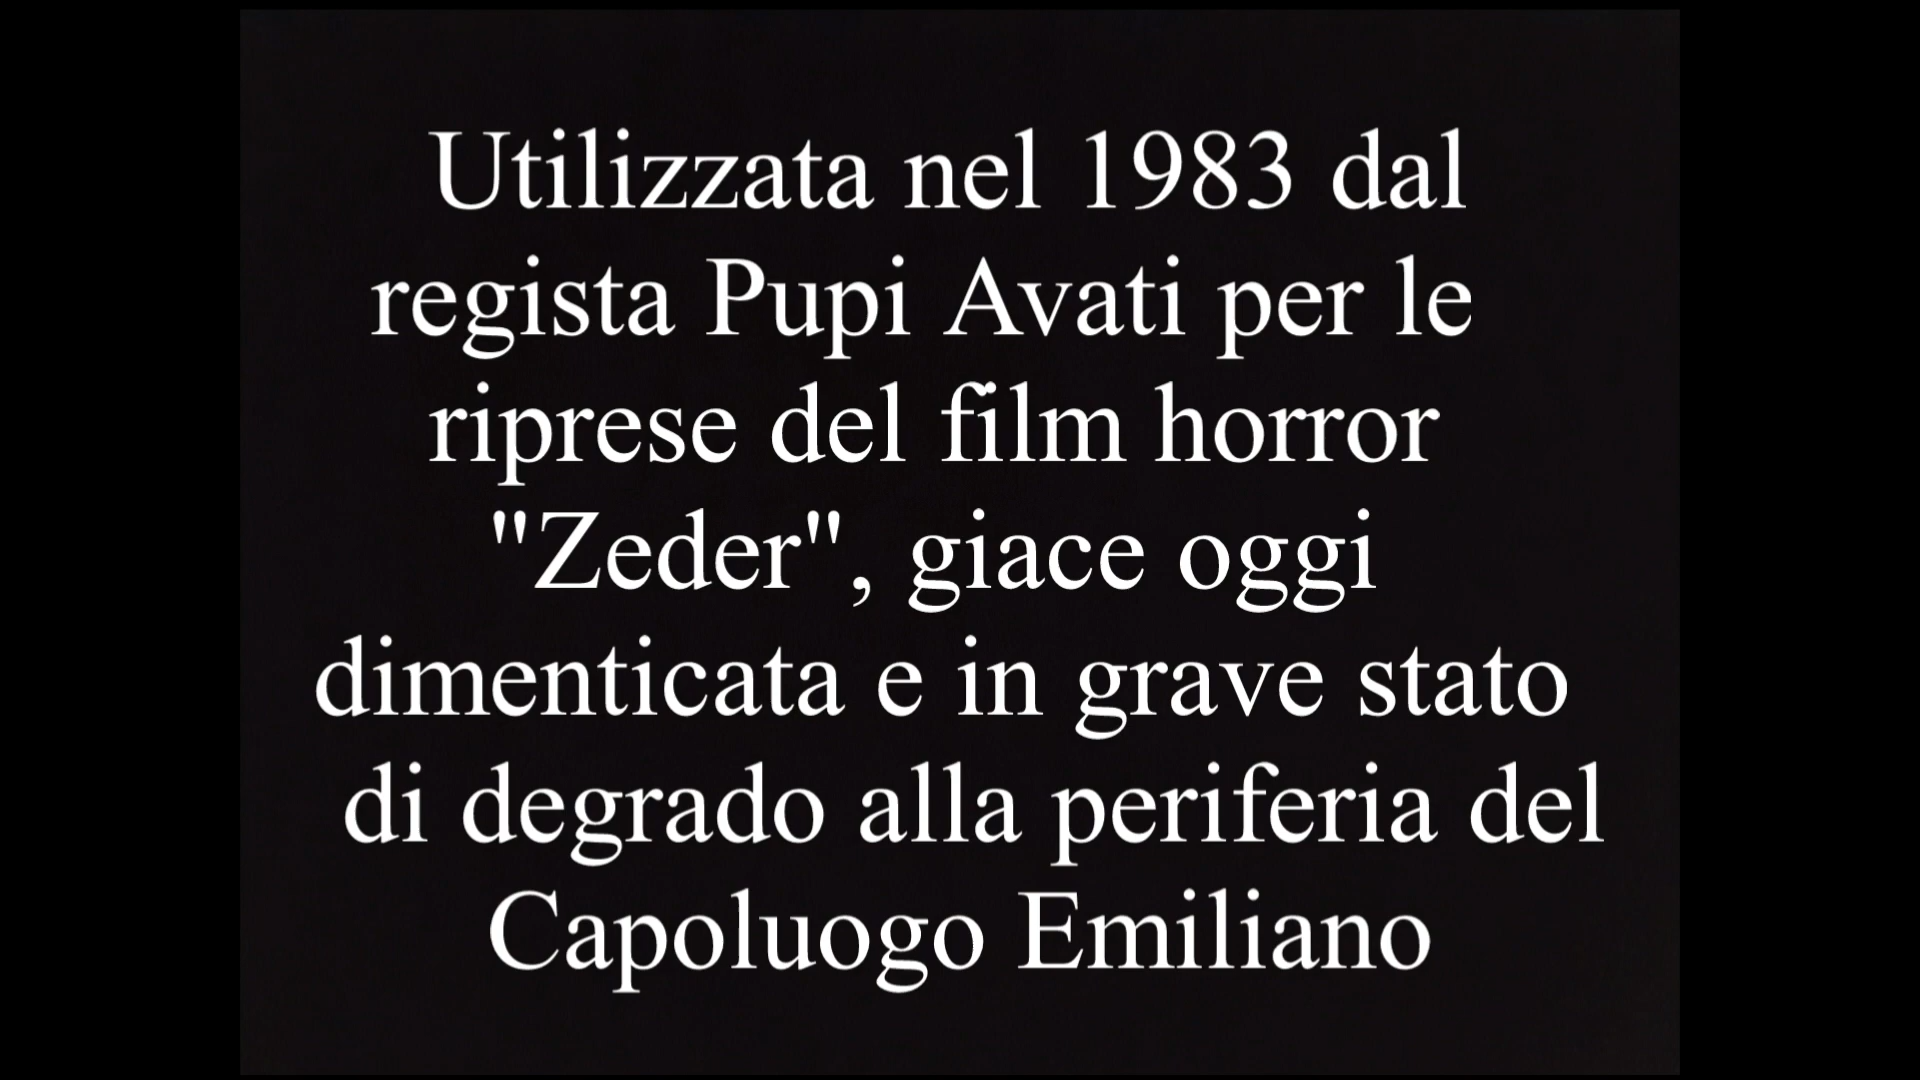 Utilizzata nel 1983 dal
regista Pupi Avati per le
riprese del film horror
"Zeder", giace oggi
dimenticata e in grave stato
di degrado alla periferia del
Capoluogo Emiliano